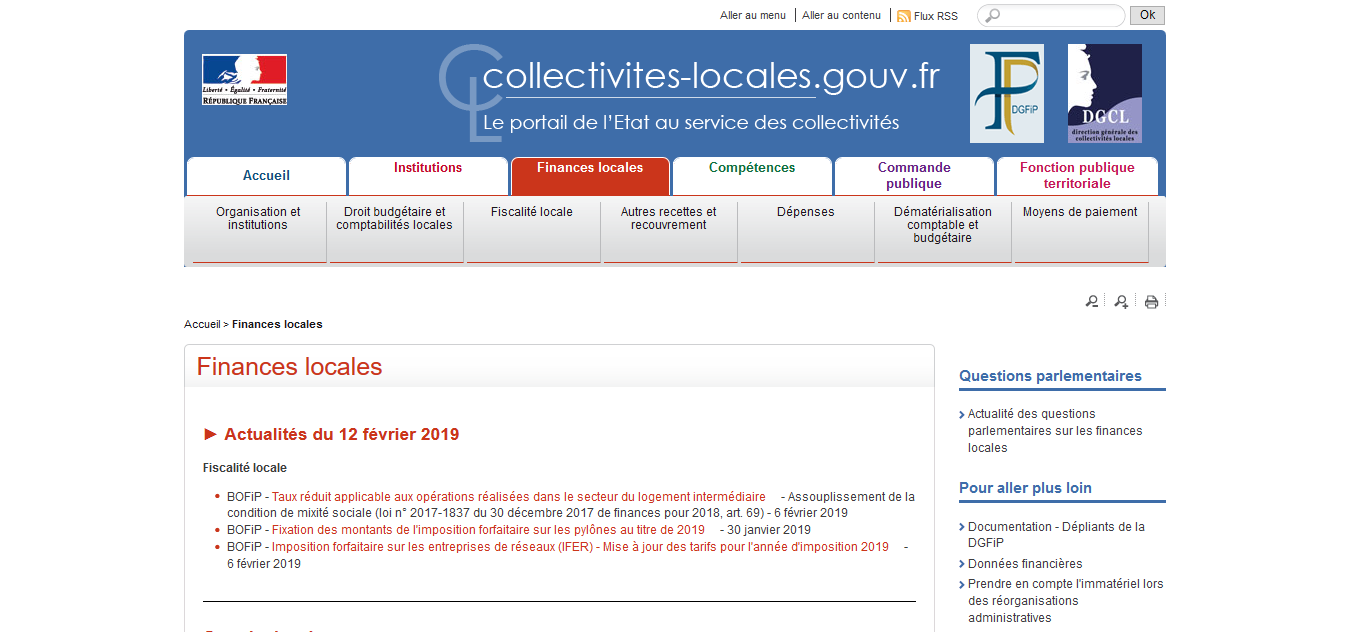 Aller au menu
Aller au contenu
Flux RSS
Ok
Liberté • Égalité • Fraternité
RÉPUBLIQUE FRANÇAISE
collectivites-locales.gouv.fr
Le portail de l'Etat au service des collectivités
DGFiP
DGCL
direction générale des
collectivités locales
Accueil
Institutions
Finances locales
Compétences
Commande
publique
Fonction publique
territoriale
Organisation et
institutions
Droit budgétaire et
comptabilités locales
Fiscalité locale
Autres recettes et
recouvrement
Dépenses
Dématérialisation
comptable et
budgétaire
Moyens de paiement
Accueil > Finances locales
Finances locales
► Actualités du 12 février 2019
Fiscalité locale
• BOFiP - Taux réduit applicable aux opérations réalisées dans le secteur du logement intermédiaire - Assouplissement de la
condition de mixité sociale (loi n° 2017-1837 du 30 décembre 2017 de finances pour 2018, art. 69) - 6 février 2019
• BOFiP - Fixation des montants de l'imposition forfaitaire sur les pylônes au titre de 2019 - 30 janvier 2019
• BOFiP - Imposition forfaitaire sur les entreprises de réseaux (IFER) - Mise à jour des tarifs pour l'année d'imposition 2019 -
6 février 2019
Questions parlementaires
Actualité des questions
parlementaires sur les finances
locales
Pour aller plus loin
Documentation - Dépliants de la
DGFiP
Données financières
Prendre en compte l'immatériel lors
des réorganisations
administratives